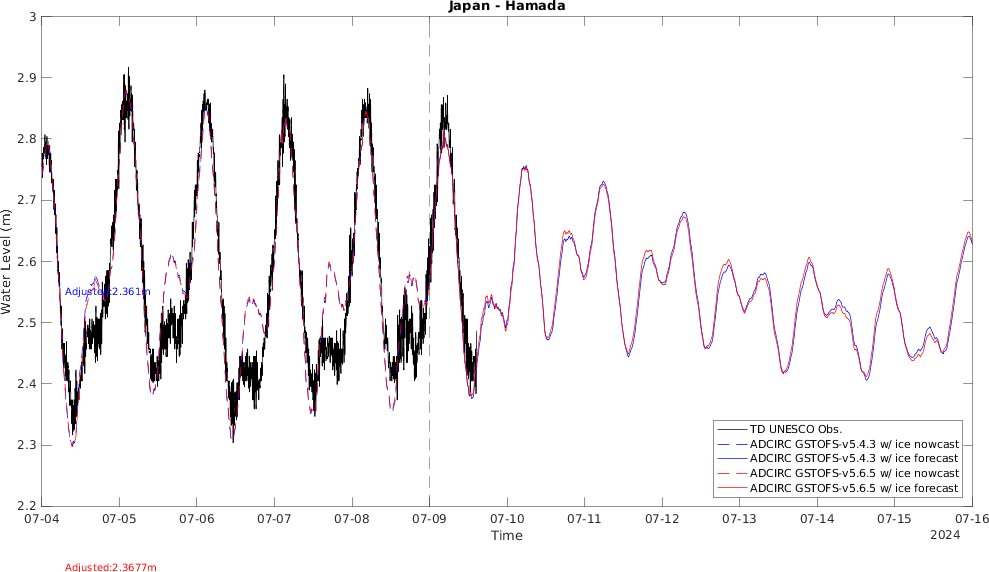 Japan - Hamada
3
2.9
2.8
2.7
2.6
2.5
2.4
2.3
2.2
Water Level (m)
Adjusted:2.361m
TD UNESCO Obs.
ADCIRC GSTOFS-v5.4.3 w/ ice nowcast
ADCIRC GSTOFS-v5.4.3 w/ ice forecast
ADCIRC GSTOFS-v5.6.5 w/ ice nowcast
ADCIRC GSTOFS-v5.6.5 w/ ice forecast
07-04 07-05 07-06 07-07 07-08 07-09 07-10 07-11 07-12 07-13 07-14 07-15 07-16
Time
2024
Adjusted:2.3677m